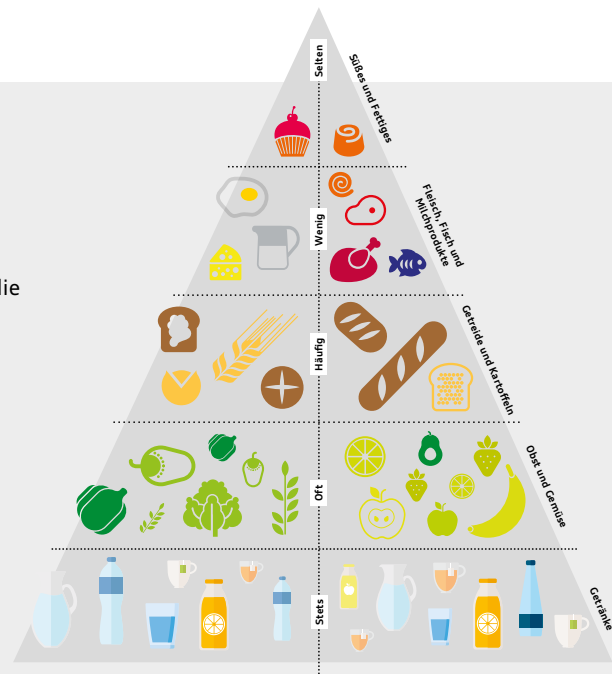 Selten
Süßes und Fettiges
Wenig
Fleisch, Fisch und
Milchprodukte
die
Häufig
Getreide und Kartoffeln
Oft
Obst und Gemüse
Stets
Getränke